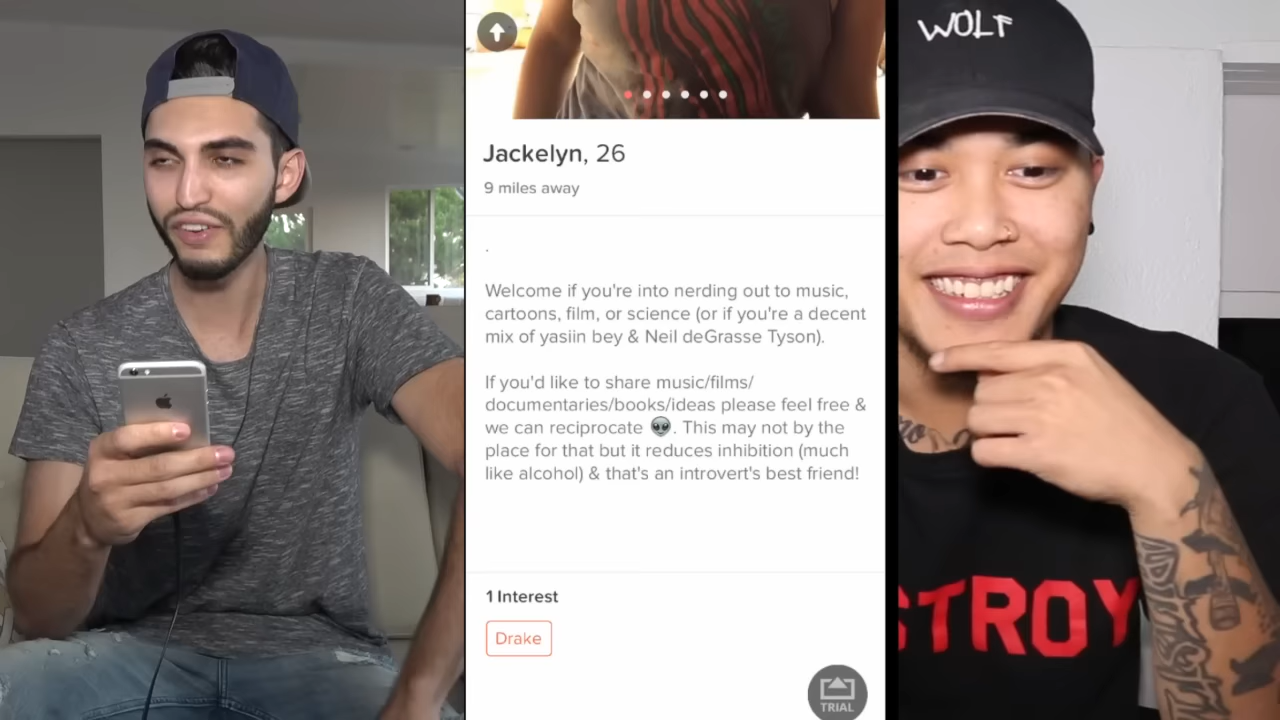 WOLF
Jackelyn, 26
9 miles away
.
Welcome if you're into nerding out to music,
cartoons, film, or science (or if you're a decent
mix of yasiin bey & Neil deGrasse Tyson).
If you'd like to share music/films/
documentaries/books/ideas please feel free &
we can reciprocate 👽. This may not by the
place for that but it reduces inhibition (much
like alcohol) & that's an introvert's best friend!
1 Interest
Drake
TRIAL
STROY